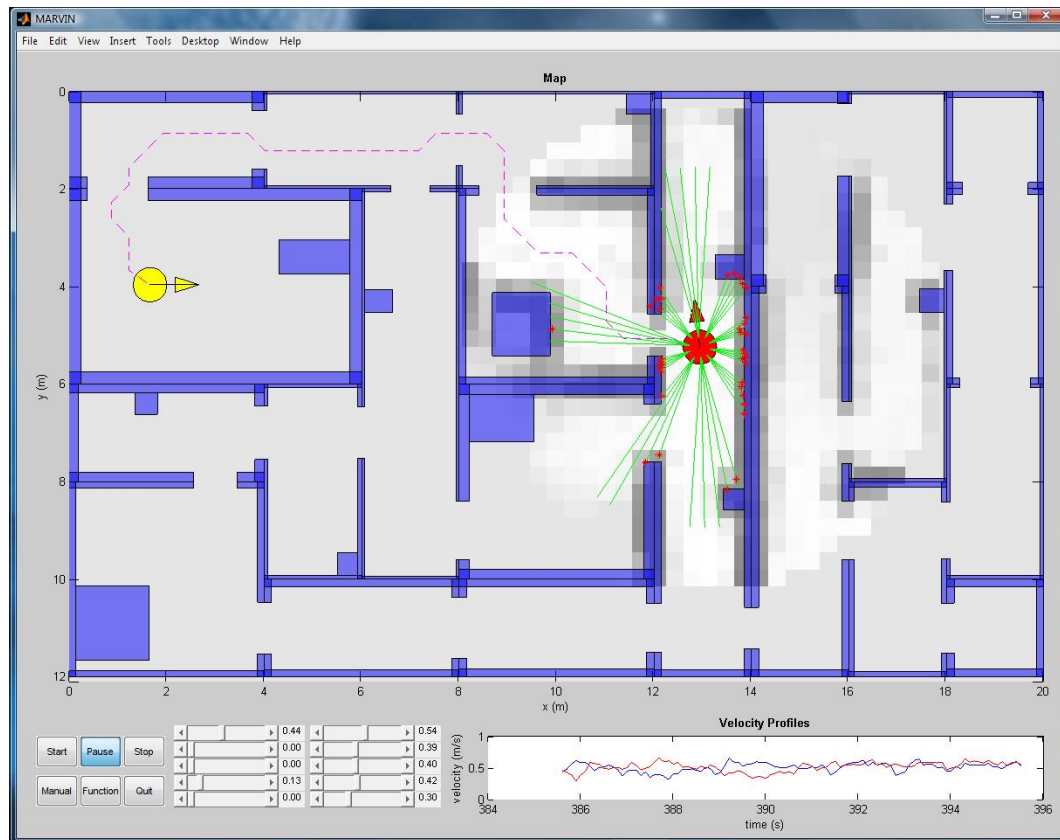 MARVIN
File Edit View Insert Tools Desktop Window Help
Map
0
2
4
6
8
10
12
y (m)
0 2 4 6 8 10 12 14 16 18 20
x (m)
Start Pause Stop
Manual Function Quit
0.44 0.54
0.00 0.39
0.00 0.40
0.13 0.42
0.00 0.30
Velocity Profiles
1
0.5
0
velocity (m/s)
384 386 388 390 392 394 396
time (s)